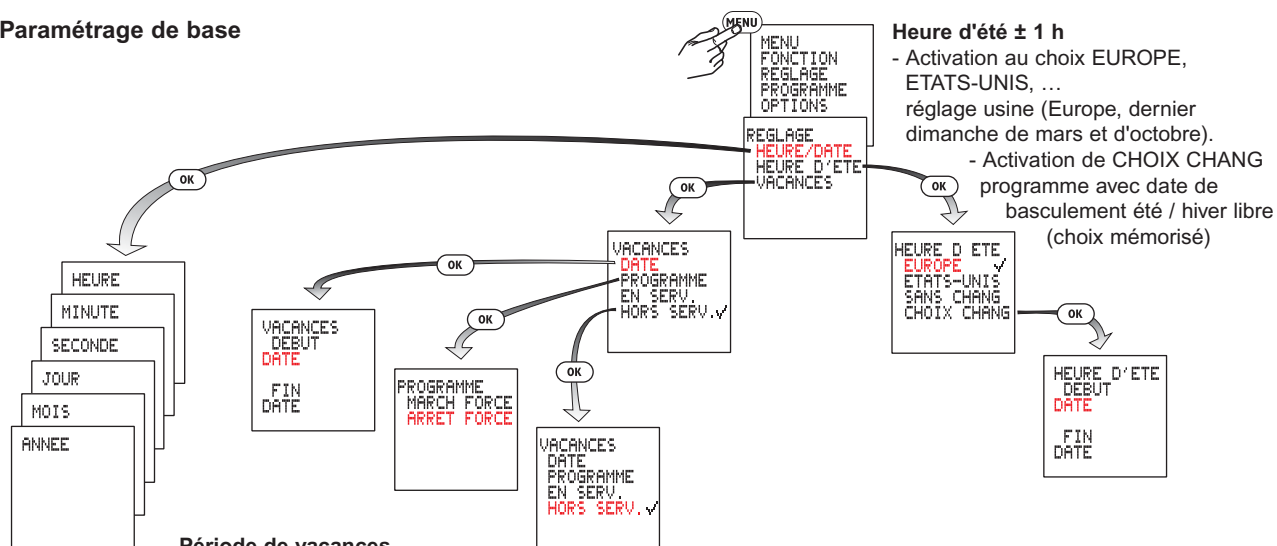 Paramétrage de base
MENU
MENU
FONCTION
REGLAGE
PROGRAMME
OPTIONS
Heure d'été ± 1 h
- Activation au choix EUROPE,
ETATS-UNIS, …
réglage usine (Europe, dernier
dimanche de mars et d'octobre).
- Activation de CHOIX CHANG
programme avec date de
basculement été / hiver libre
(choix mémorisé)
REGLAGE
HEURE/DATE
HEURE D'ETE
VACANCES
OK
OK
OK
HEURE
MINUTE
SECONDE
JOUR
MOIS
ANNEE
VACANCES
DATE
PROGRAMME
EN SERV.
HORS SERV.✓
OK
OK
OK
VACANCES
DEBUT
DATE
FIN
DATE
PROGRAMME
MARCH FORCE
ARRET FORCE
VACANCES
DATE
PROGRAMME
EN SERV.
HORS SERV.✓
HEURE D ETE
EUROPE ✓
ETATS-UNIS
SANS CHANG
CHOIX CHANG
OK
HEURE D'ETE
DEBUT
DATE
FIN
DATE
Période de vacances